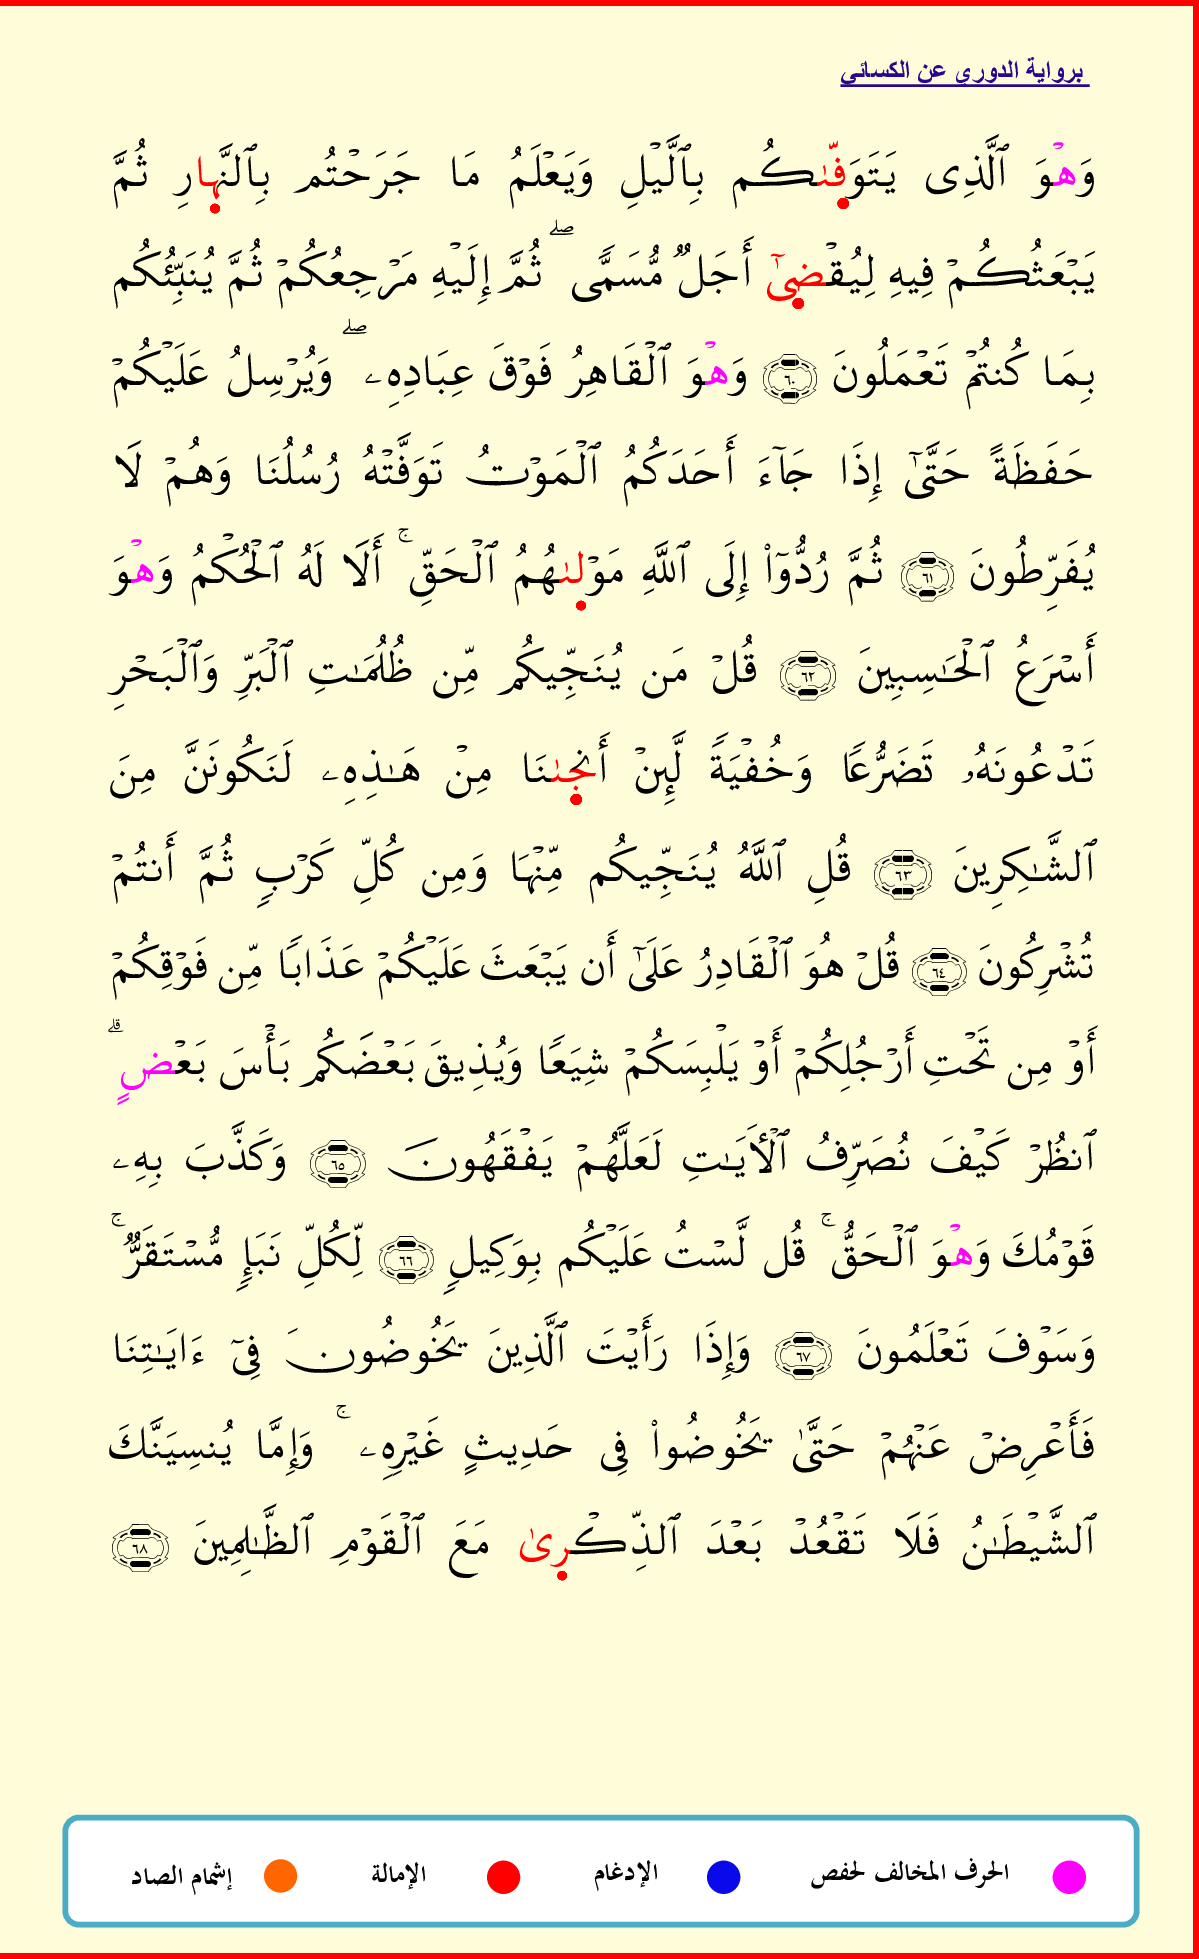 برواية الدوري عن الكسائي
وَهۡوَ ٱلَّذِى يَتَوَفَّىٰكُم بِٱلَّيۡلِ وَيَعۡلَمُ مَا جَرَحۡتُم بِٱلنَّهِارِ ثُمَّ
يَبۡعَثُكُمۡ فِيهِ لِيُقۡضِىٰٓ أَجَلٌ مُّسَمًّىۖ ثُمَّ إِلَيۡهِ مَرۡجِعُكُمۡ ثُمَّ يُنَبِّئُكُم
بِمَا كُنتُمۡ تَعۡمَلُونَ ٦٠ وَهۡوَ ٱلۡقَاهِرُ فَوۡقَ عِبَادِهِۦۖ وَيُرۡسِلُ عَلَيۡكُمۡ
حَفَظَةً حَتَّىٰٓ إِذَا جَآءَ أَحَدَكُمُ ٱلۡمَوۡتُ تَوَفَّتۡهُ رُسُلُنَا وَهُمۡ لَا
يُفَرِّطُونَ ٦١ ثُمَّ رُدُّوٓاْ إِلَى ٱللَّهِ مَوۡلىٰهُمُ ٱلۡحَقِّۚ أَلَا لَهُ ٱلۡحُكۡمُ وَهۡوَ
أَسۡرَعُ ٱلۡحَٰسِبِينَ ٦٢ قُلۡ مَن يُنَجِّيكُم مِّن ظُلُمَٰتِ ٱلۡبَرِّ وَٱلۡبَحۡرِ
تَدۡعُونَهُۥ تَضَرُّعًا وَخُفۡيَةً لَّئِنۡ أَنجىٰنَا مِنۡ هَٰذِهِۦ لَنَكُونَنَّ مِنَ
ٱلشَّٰكِرِينَ ٦٣ قُلِ ٱللَّهُ يُنَجِّيكُم مِّنۡهَا وَمِن كُلِّ كَرۡبٍ ثُمَّ أَنتُمۡ
تُشۡرِكُونَ ٦٤ قُلۡ هُوَ ٱلۡقَادِرُ عَلَىٰٓ أَن يَبۡعَثَ عَلَيۡكُمۡ عَذَابًا مِّن فَوۡقِكُمۡ
أَوۡ مِن تَحۡتِ أَرۡجُلِكُمۡ أَوۡ يَلۡبِسَكُمۡ شِيَعًا وَيُذِيقَ بَعۡضَكُم بَأۡسَ بَعۡضٍۗ
ٱنظُرۡ كَيۡفَ نُصَرِّفُ ٱلۡأٓيَٰتِ لَعَلَّهُمۡ يَفۡقَهُونَ ٦٥ وَكَذَّبَ بِهِۦ
قَوۡمُكَ وَهۡوَ ٱلۡحَقُّۚ قُل لَّسۡتُ عَلَيۡكُم بِوَكِيلٍ ٦٦ لِّكُلِّ نَبَإٍ مُّسۡتَقَرٌّۚ
وَسَوۡفَ تَعۡلَمُونَ ٦٧ وَإِذَا رَأَيۡتَ ٱلَّذِينَ يَخُوضُونَ فِىٓ ءَايَٰتِنَا
فَأَعۡرِضۡ عَنۡهُمۡ حَتَّىٰ يَخُوضُواْ فِى حَدِيثٍ غَيۡرِهِۦۚ وَإِمَّا يُنسِيَنَّكَ
ٱلشَّيۡطَٰنُ فَلَا تَقۡعُدۡ بَعۡدَ ٱلذِّكۡرِىٰ مَعَ ٱلۡقَوۡمِ ٱلظَّٰلِمِينَ ٦٨
الحرف المخالف لحفص الإدغام الإمالة إشمام الصاد